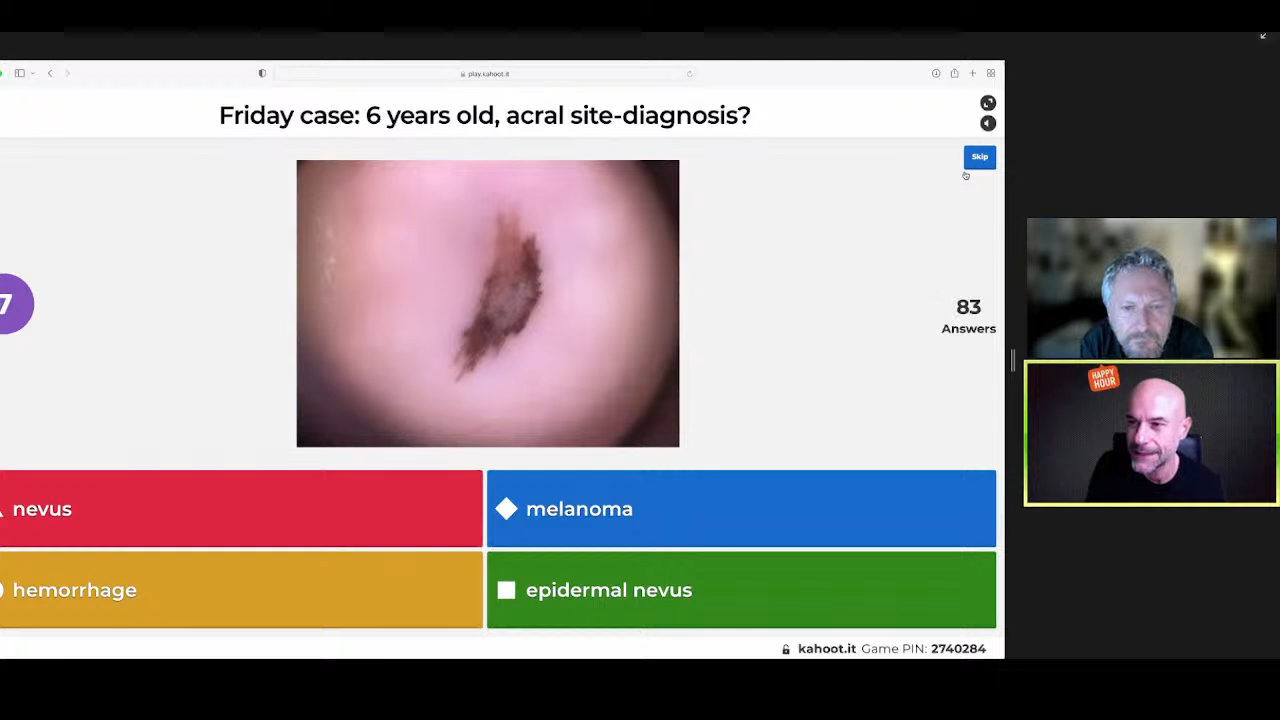 play.kahoot.it
Friday case: 6 years old, acral site-diagnosis?
Skip
7
83
Answers
HAPPY
HOUR
nevus
melanoma
hemorrhage
epidermal nevus
kahoot.it Game PIN: 2740284